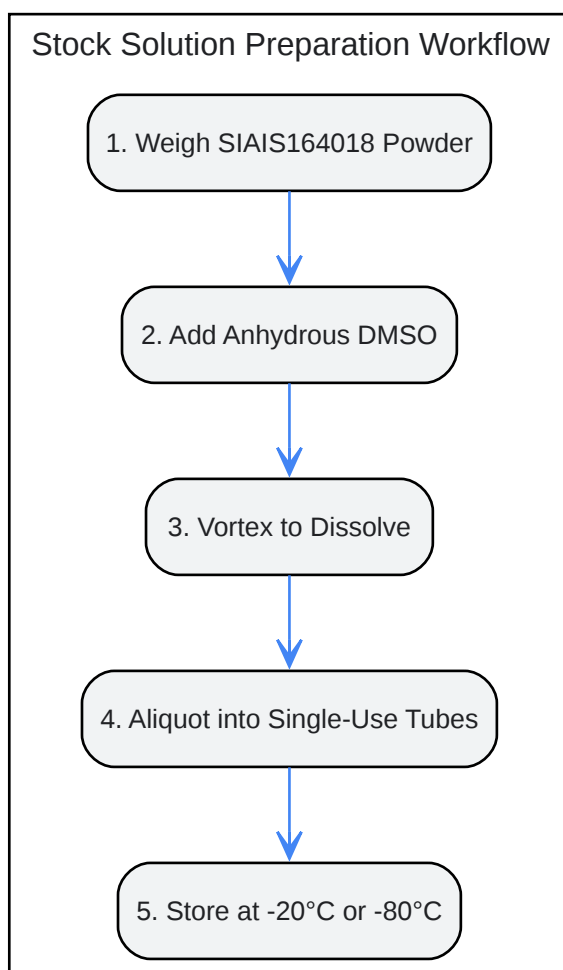 Stock Solution Preparation Workflow
1. Weigh SIAIS164018 Powder
2. Add Anhydrous DMSO
3. Vortex to Dissolve
4. Aliquot into Single-Use Tubes
5. Store at -20°C or -80°C